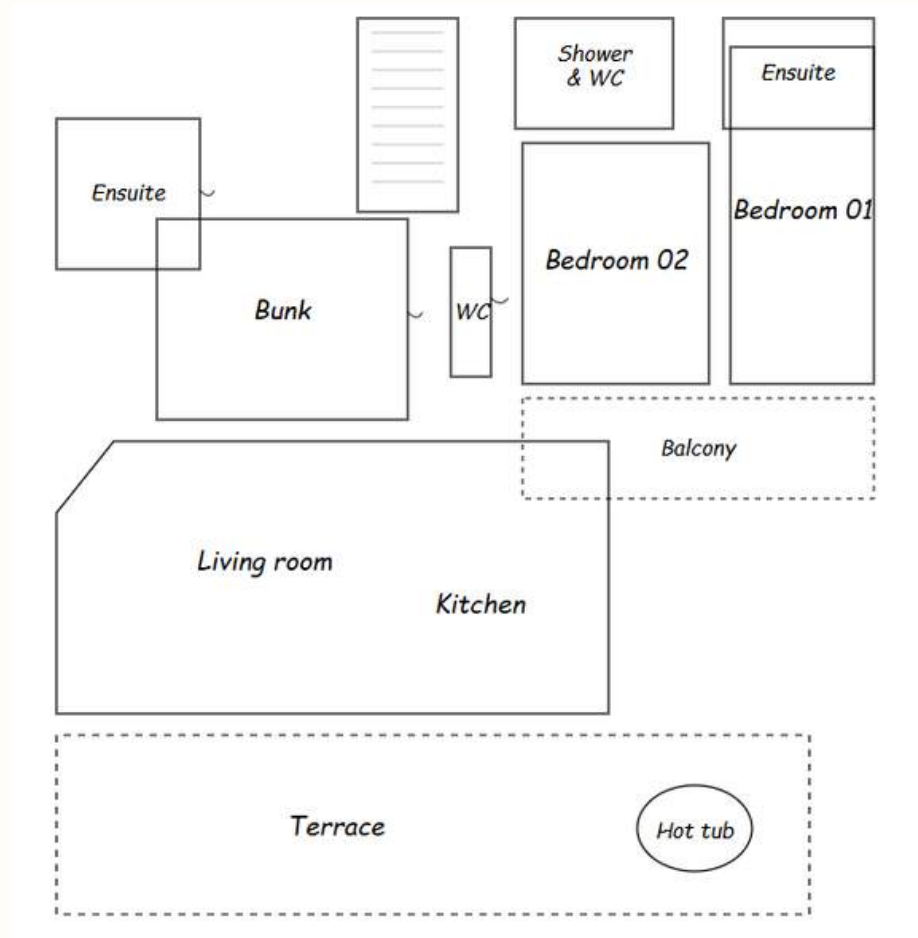 Shower
& WC
Ensuite
Ensuite
Bedroom 01
Bedroom 02
Bunk
WC
Balcony
Living room
Kitchen
Terrace
Hot tub